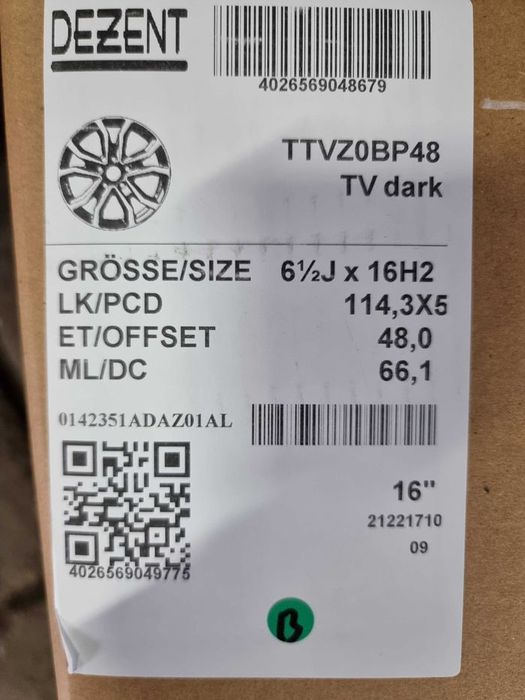 DEZENT
4026569048679
TTVZ0BP48
TV dark
GRÖSSE/SIZE 6½J x 16H2
LK/PCD 114,3X5
ET/OFFSET 48,0
ML/DC 66,1
0142351ADAZ01AL
16"
21221710
09
4026569049775
B